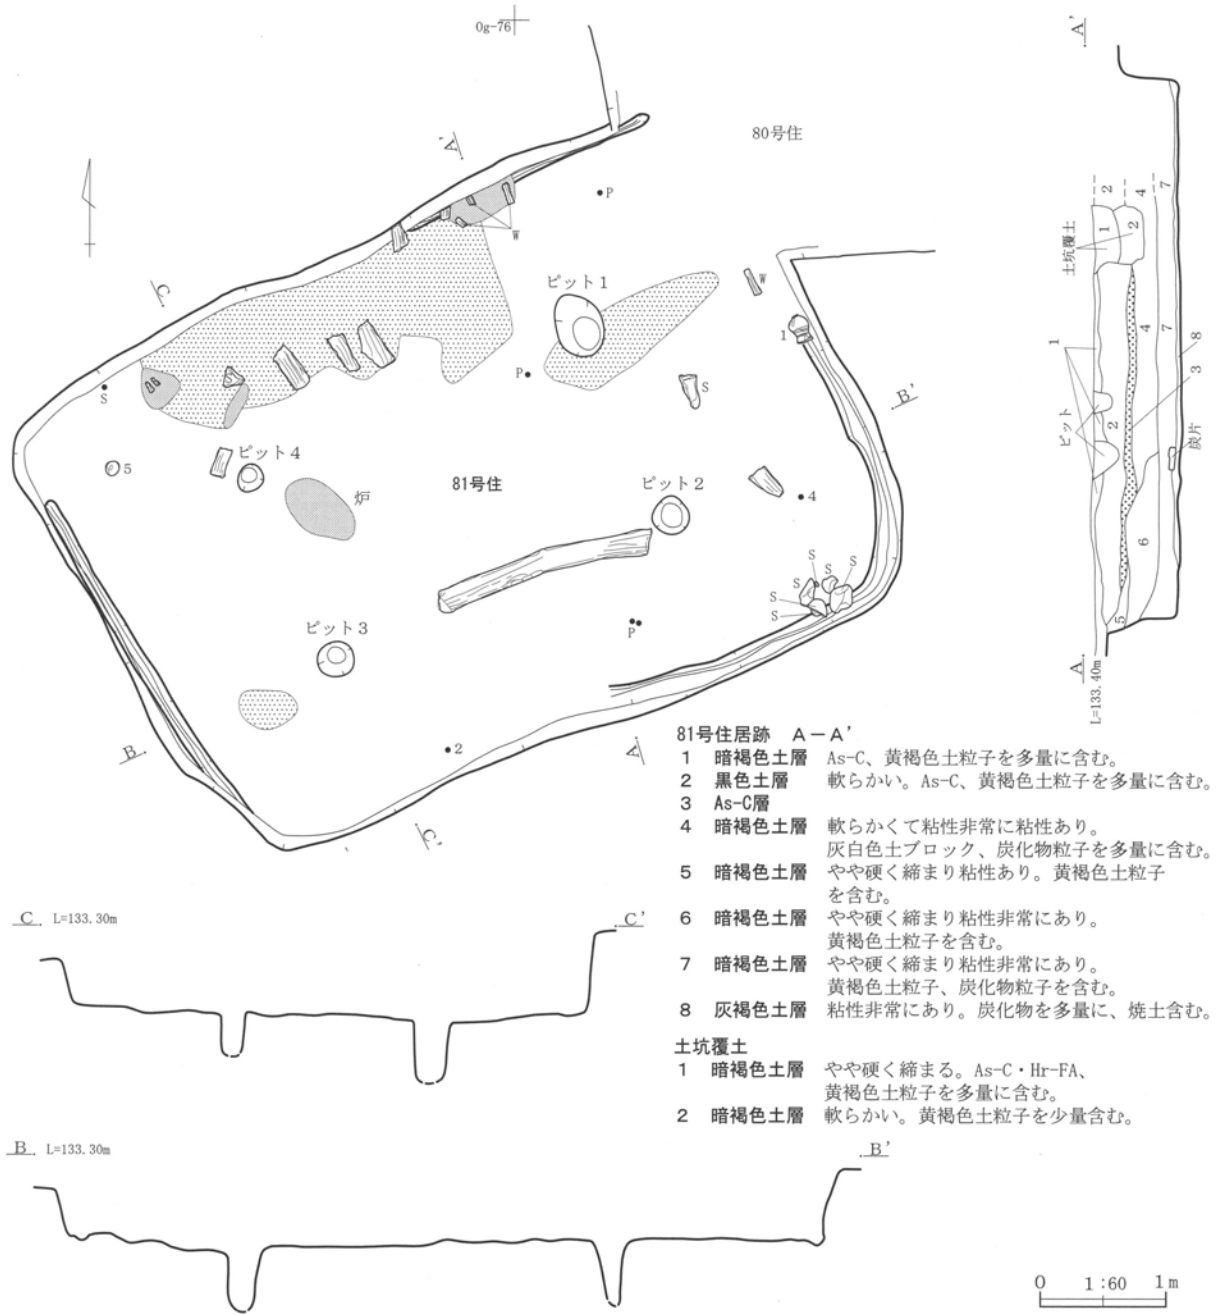 Og-76
A'
80号住
A'
P
W
ピット1
W
C
1
P
S
S
B'
5
ピット4
炉
81号住
ピット2
4
S
S
S
S
S
S
P
ピット3
B
2
A
C'
2
4
7
土坑覆土
1
2
1
4
7
8
3
ピット
2
炭片
6
5
A
L=133.40m
81号住居跡 A－A'
1 暗褐色土層 As-C、黄褐色土粒子を多量に含む。
2 黒色土層 軟らかい。As-C、黄褐色土粒子を多量に含む。
3 As-C層
4 暗褐色土層 軟らかくて粘性非常に粘性あり。
灰白色土ブロック、炭化物粒子を多量に含む。
5 暗褐色土層 やや硬く締まり粘性あり。黄褐色土粒子
を含む。
6 暗褐色土層 やや硬く締まり粘性非常にあり。
黄褐色土粒子を含む。
7 暗褐色土層 やや硬く締まり粘性非常にあり。
黄褐色土粒子、炭化物粒子を含む。
8 灰褐色土層 粘性非常にあり。炭化物を多量に、焼土含む。
土坑覆土
1 暗褐色土層 やや硬く締まる。As-C・Hr-FA、
黄褐色土粒子を多量に含む。
2 暗褐色土層 軟らかい。黄褐色土粒子を少量含む。
C L=133.30m C'
B L=133.30m B'
0 1:60 1m